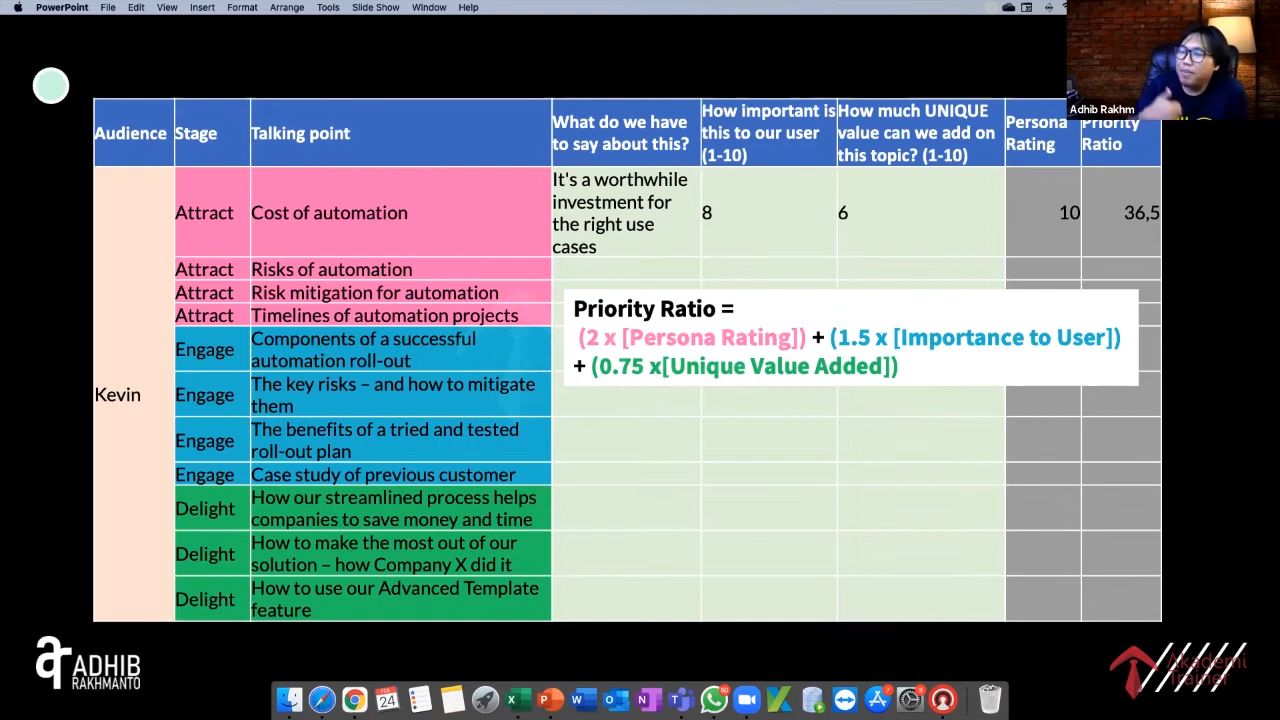 PowerPoint File Edit View Insert Format Arrange Tools Slide Show Window Help
Adhib Rakhm
Audience
Stage
Talking point
What do we have
to say about this?
How important is
this to our user
(1-10)
How much UNIQUE
value can we add on
this topic? (1-10)
Persona
Rating
Priority
Ratio
Kevin
Attract
Cost of automation
It's a worthwhile
investment for
the right use
cases
8
6
10
36,5
Attract
Risks of automation
Attract
Risk mitigation for automation
Attract
Timelines of automation projects
Engage
Components of a successful
automation roll-out
Engage
The key risks – and how to mitigate
them
Engage
The benefits of a tried and tested
roll-out plan
Engage
Case study of previous customer
Delight
How our streamlined process helps
companies to save money and time
Delight
How to make the most out of our
solution – how Company X did it
Delight
How to use our Advanced Template
feature
Priority Ratio =
(2 x [Persona Rating]) + (1.5 x [Importance to User])
+ (0.75 x[Unique Value Added])
ADHIB
RAKHMANTO
Akademi
Trainer
24